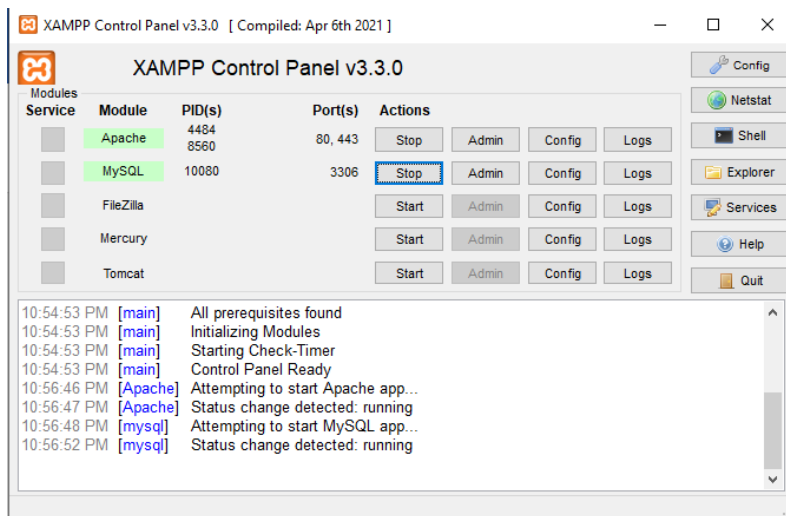 XAMPP Control Panel v3.3.0 [ Compiled: Apr 6th 2021 ]
XAMPP Control Panel v3.3.0
Config
Modules
Service Module PID(s) Port(s) Actions
Netstat
Apache 4484 8560 80, 443 Stop Admin Config Logs
Shell
MySQL 10080 3306 Stop Admin Config Logs
Explorer
FileZilla Start Admin Config Logs
Services
Mercury Start Admin Config Logs
Help
Tomcat Start Admin Config Logs
Quit
10:54:53 PM [main] All prerequisites found
10:54:53 PM [main] Initializing Modules
10:54:53 PM [main] Starting Check-Timer
10:54:53 PM [main] Control Panel Ready
10:56:46 PM [Apache] Attempting to start Apache app...
10:56:47 PM [Apache] Status change detected: running
10:56:48 PM [mysql] Attempting to start MySQL app...
10:56:52 PM [mysql] Status change detected: running